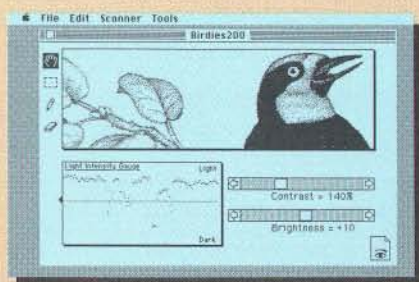 File Edit Scanner Tools
Birdies200
Light Intensity Gauge
Light
Dark
Contrast = 140%
Brightness = +10